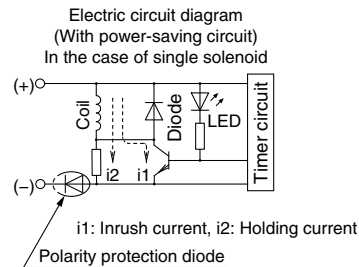 Electric circuit diagram
(With power-saving circuit)
In the case of single solenoid
(+)
Coil
Diode
LED
Timer circuit
i2
i1
(−)
i1: Inrush current, i2: Holding current
Polarity protection diode